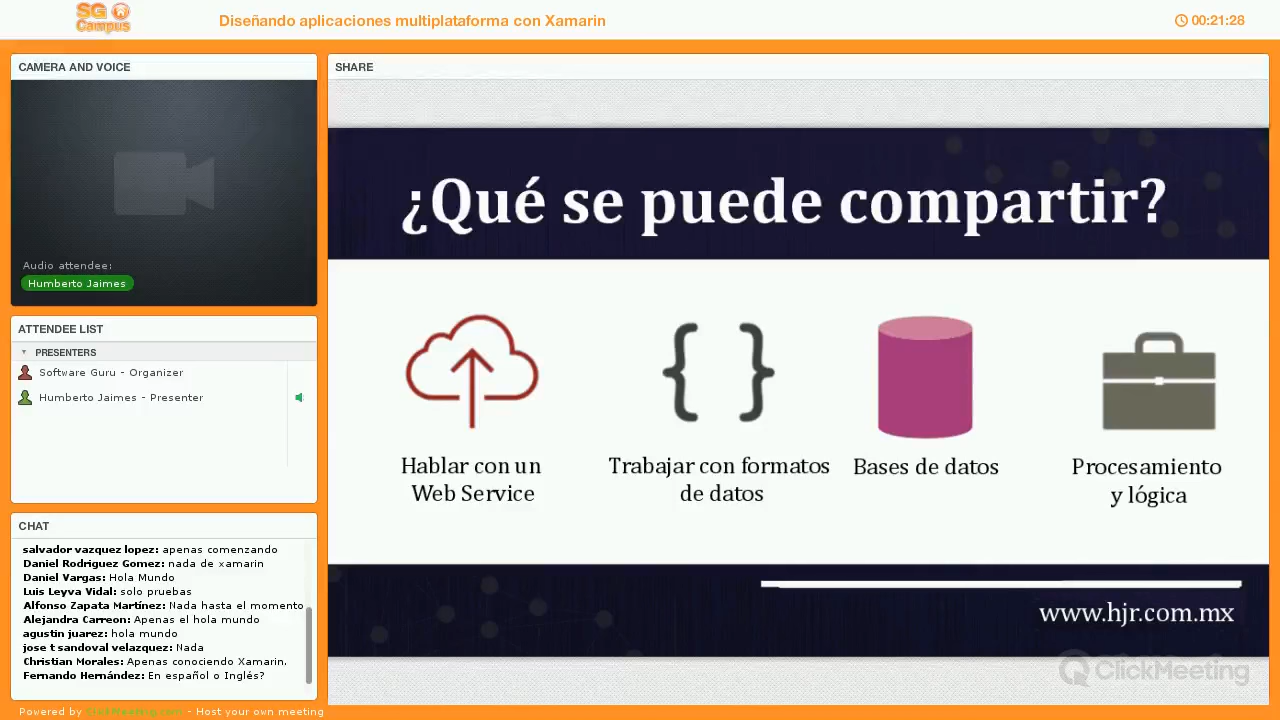 SG
Campus
Diseñando aplicaciones multiplataforma con Xamarin
00:21:28
CAMERA AND VOICE
Audio attendee:
Humberto Jaimes
ATTENDEE LIST
PRESENTERS
Software Guru - Organizer
Humberto Jaimes - Presenter
CHAT
salvador vazquez lopez: apenas comenzando
Daniel Rodriguez Gomez: nada de xamarin
Daniel Vargas: Hola Mundo
Luis Leyva Vidal: solo pruebas
Alfonso Zapata Martínez: Nada hasta el momento
Alejandra Carreon: Apenas el hola mundo
agustin juarez: hola mundo
jose t sandoval velazquez: Nada
Christian Morales: Apenas conociendo Xamarin.
Fernando Hernández: En español o Inglés?
Powered by ClickMeeting.com - Host your own meeting
SHARE
¿Qué se puede compartir?
Hablar con un
Web Service
Trabajar con formatos
de datos
Bases de datos
Procesamiento
y lógica
www.hjr.com.mx
ClickMeeting